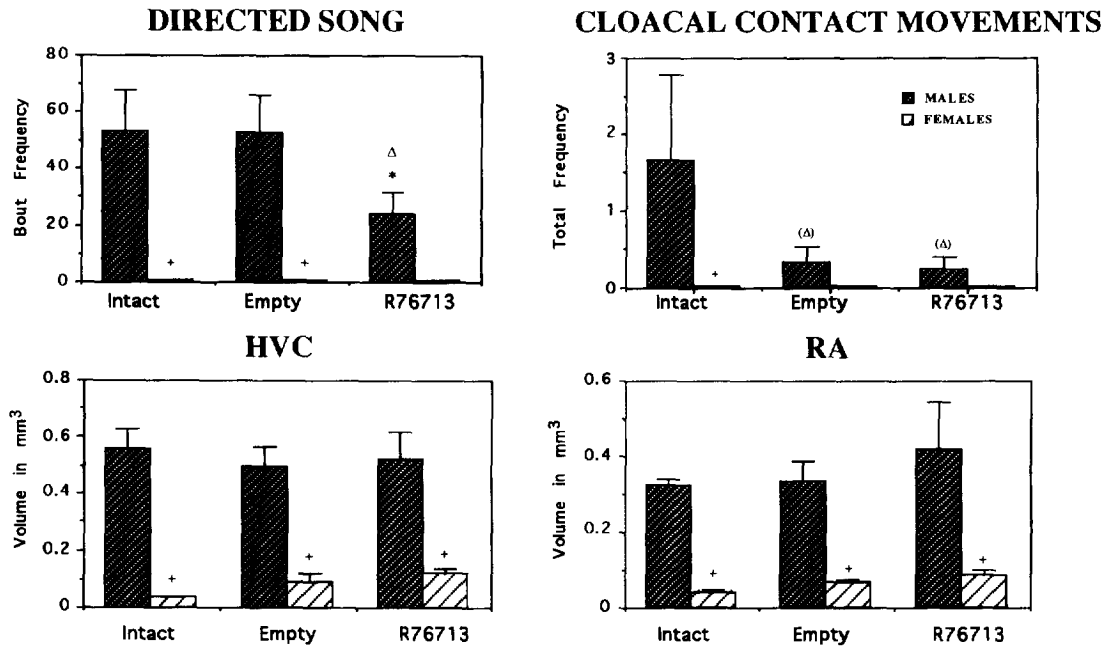 DIRECTED SONG
80
60
40
20
0
Bout Frequency
Δ
*
+
+
Intact Empty R76713
CLOACAL CONTACT MOVEMENTS
3
2
1
0
Total Frequency
MALES
FEMALES
(Δ)
(Δ)
+
Intact Empty R76713
HVC
0.8
0.6
0.4
0.2
0
Volume in mm³
+
+
+
Intact Empty R76713
RA
0.6
0.4
0.2
0
Volume in mm³
+
+
+
Intact Empty R76713